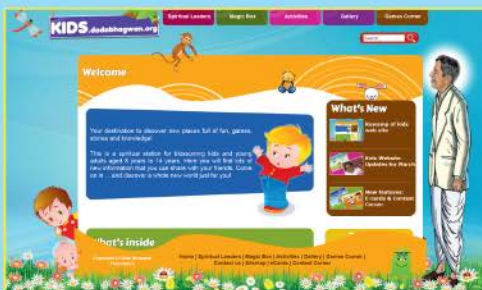 KIDS.dadabhagwan.org
Spiritual Leaders
Magic Box
Activities
Gallery
Games Corner
Search
Welcome
Your destination to discover new places full of fun, games,
stories and knowledge!
This is a spiritual station for blossoming kids and young
adults aged 8 years to 14 years. Here you will find lots of
new information that you can share with your friends. Come
on in ... and discover a whole new world just for you!
What's New
Revamp of kids
web site
Kids Website
Updates for March
New features:
E-cards & Contest
Corner
What's inside
Home | Spiritual Leaders | Magic Box | Activities | Gallery | Games Corner |
Contact us | Sitemap | eCards | Contest Corner